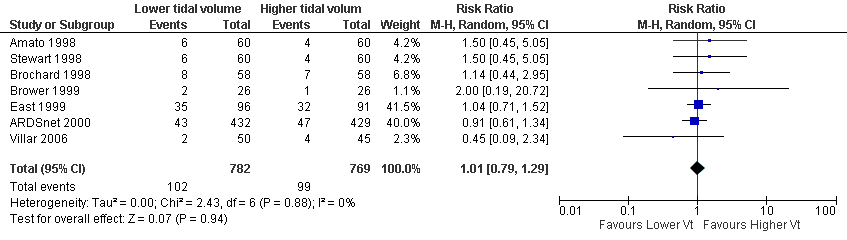 Lower tidal volume Higher tidal volum Risk Ratio Risk Ratio
Study or Subgroup Events Total Events Total Weight M-H, Random, 95% CI M-H, Random, 95% CI
Amato 1998 6 60 4 60 4.2% 1.50 [0.45, 5.05]
Stewart 1998 6 60 4 60 4.2% 1.50 [0.45, 5.05]
Brochard 1998 8 58 7 58 6.8% 1.14 [0.44, 2.95]
Brower 1999 2 26 1 26 1.1% 2.00 [0.19, 20.72]
East 1999 35 96 32 91 41.5% 1.04 [0.71, 1.52]
ARDSnet 2000 43 432 47 429 40.0% 0.91 [0.61, 1.34]
Villar 2006 2 50 4 45 2.3% 0.45 [0.09, 2.34]
Total (95% CI) 782 769 100.0% 1.01 [0.79, 1.29]
Total events 102 99
Heterogeneity: Tau² = 0.00; Chi² = 2.43, df = 6 (P = 0.88); I² = 0%
Test for overall effect: Z = 0.07 (P = 0.94)
0.01 0.1 1 10 100
Favours Lower Vt Favours Higher Vt